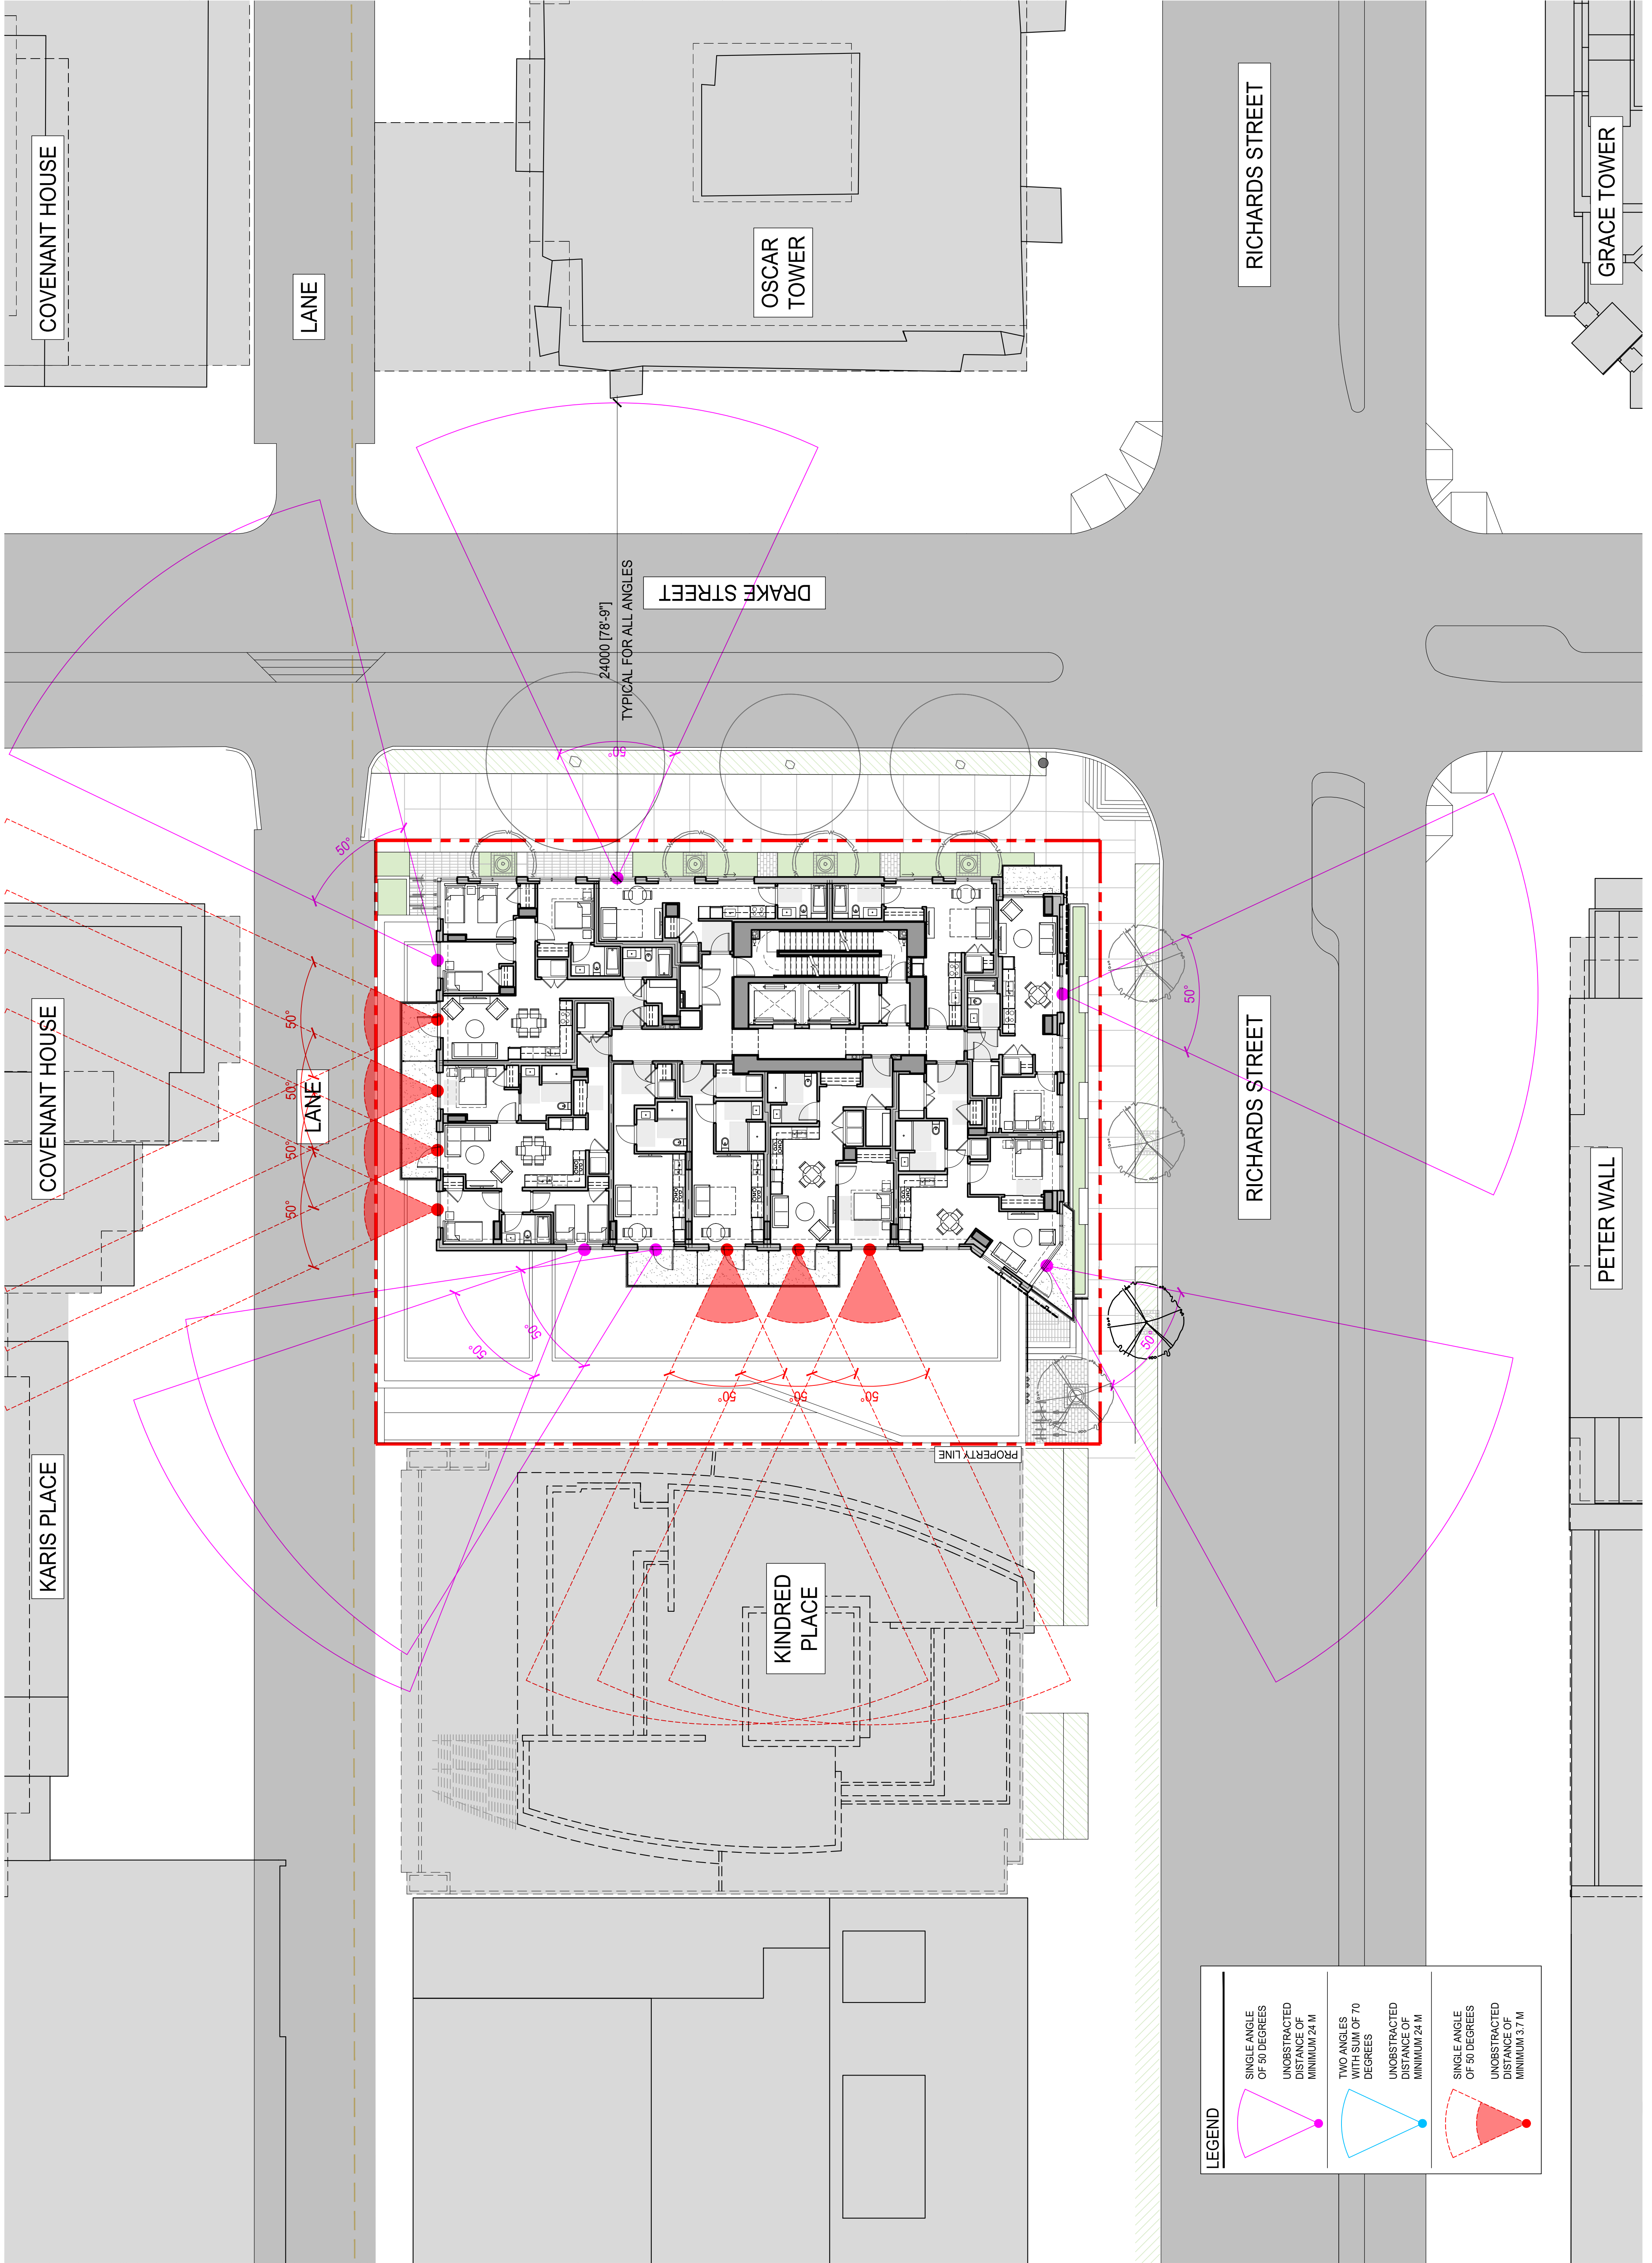 COVENANT HOUSE
LANE
OSCAR
TOWER
RICHARDS STREET
GRACE TOWER
DRAKE STREET
24000 [78'-9"]
TYPICAL FOR ALL ANGLES
50°
50°
50°
COVENANT HOUSE
LANE
50°
50°
50°
50°
RICHARDS STREET
PETER WALL
50°
50°
50°
50°
50°
50°
PROPERTY LINE
KARIS PLACE
KINDRED
PLACE
LEGEND
SINGLE ANGLE
OF 50 DEGREES
UNOBSTRACTED
DISTANCE OF
MINIMUM 24 M
TWO ANGLES
WITH SUM OF 70
DEGREES
UNOBSTRACTED
DISTANCE OF
MINIMUM 24 M
SINGLE ANGLE
OF 50 DEGREES
UNOBSTRACTED
DISTANCE OF
MINIMUM 3.7 M